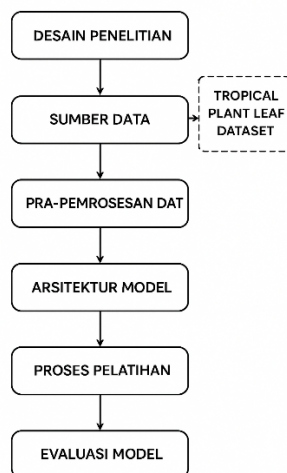 DESAIN PENELITIAN
SUMBER DATA
TROPICAL
PLANT LEAF
DATASET
PRA-PEMROSESAN DAT
ARSITEKTUR MODEL
PROSES PELATIHAN
EVALUASI MODEL